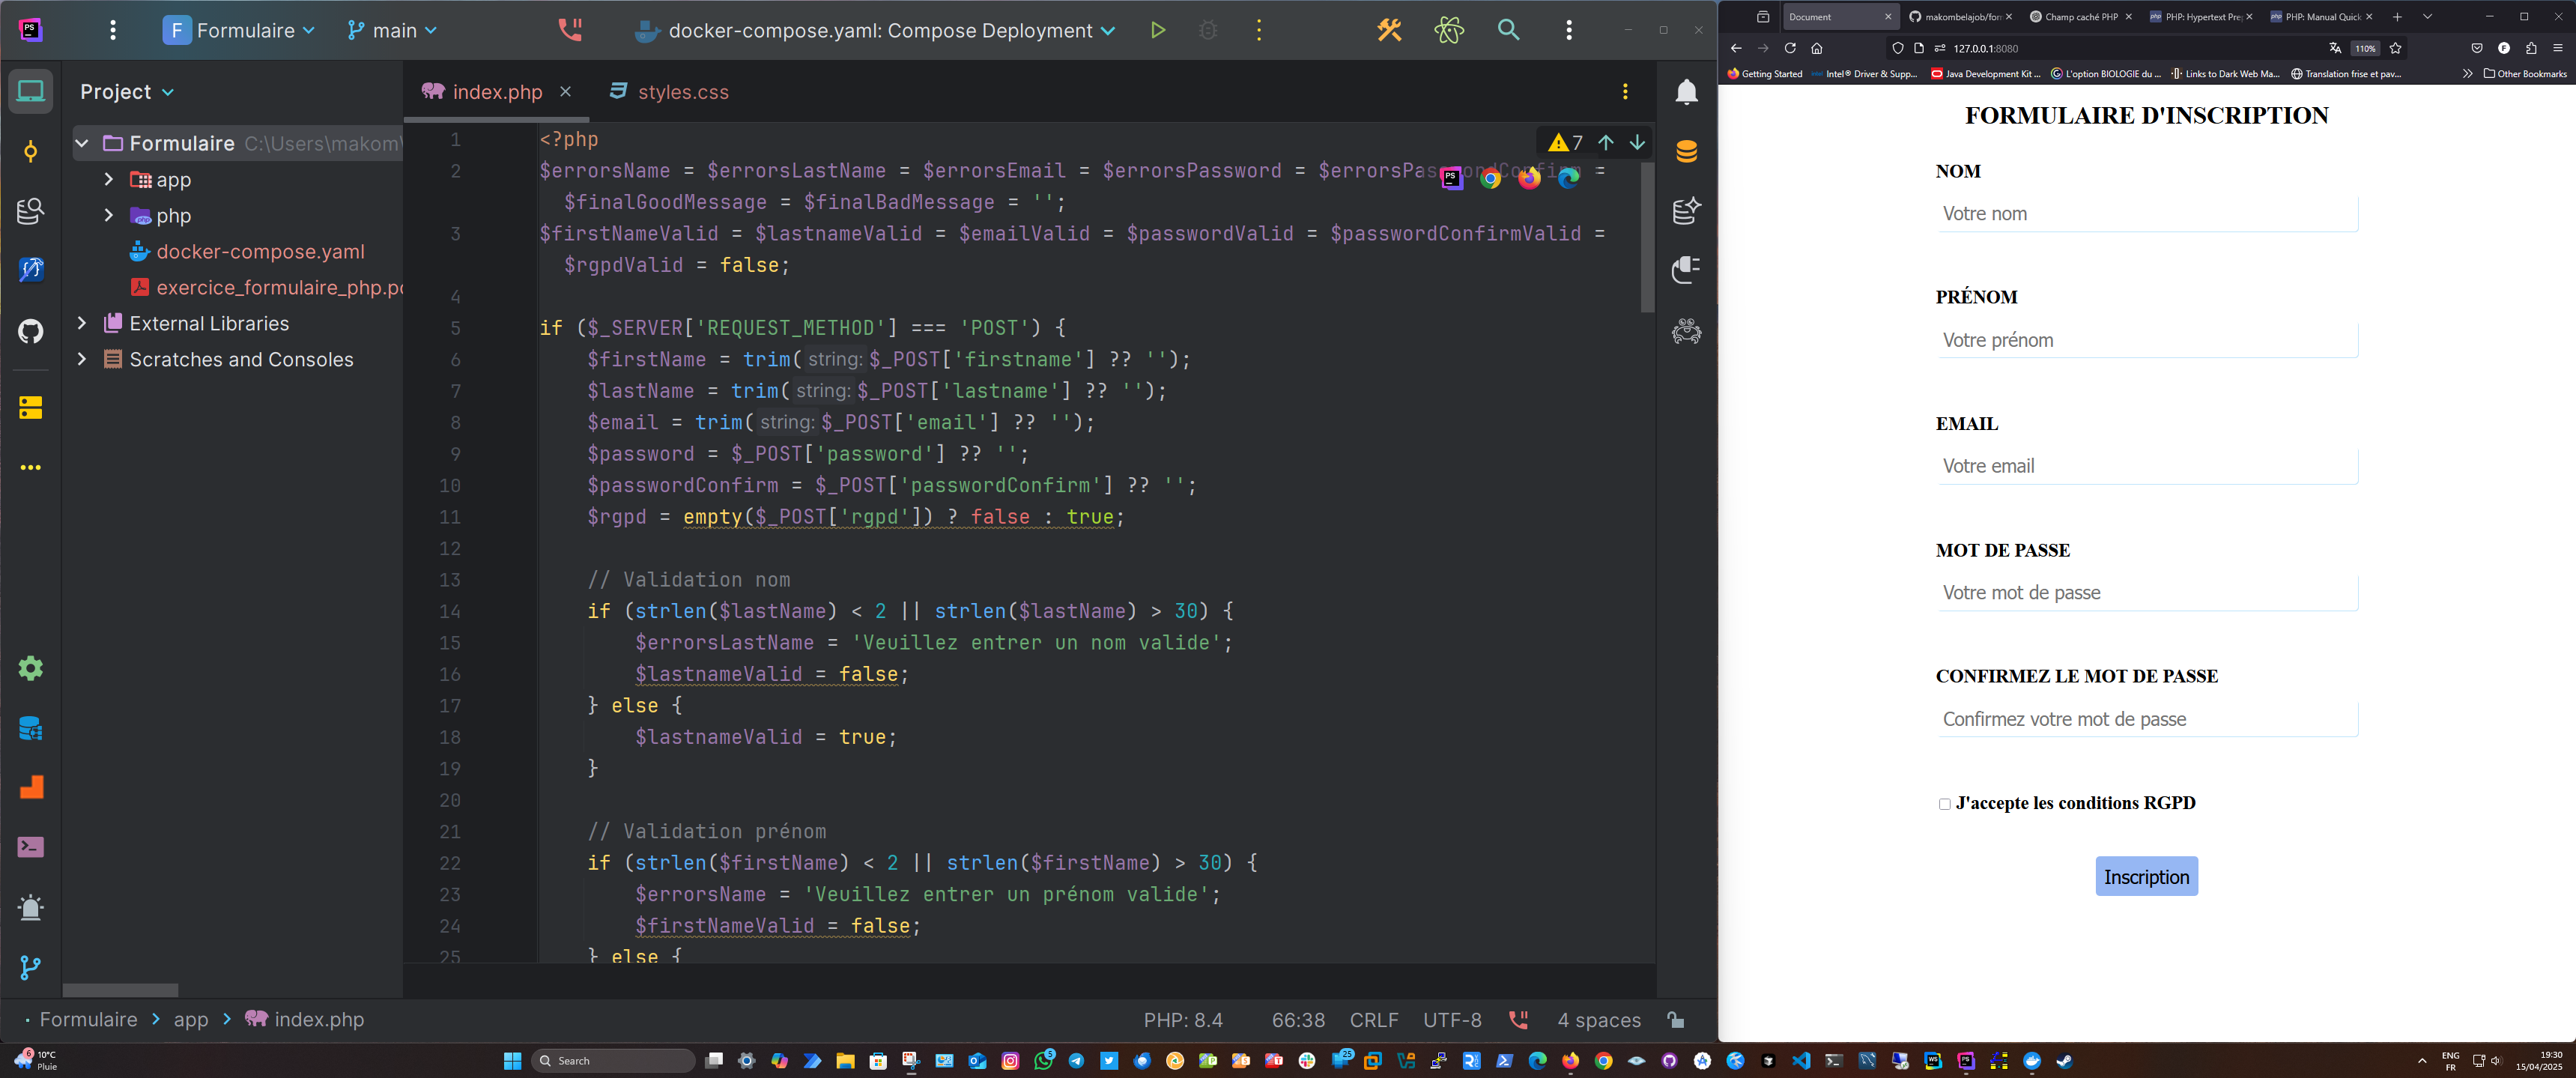 Formulaire
main
docker-compose.yaml: Compose Deployment
Project
Formulaire C:\Users\makom\
app
php
docker-compose.yaml
exercice_formulaire_php.pd
External Libraries
Scratches and Consoles
index.php
styles.css
7
1 <?php
2 $errorsName = $errorsLastName = $errorsEmail = $errorsPassword = $errorsPasswordConfirm =
$finalGoodMessage = $finalBadMessage = '';
3 $firstNameValid = $lastnameValid = $emailValid = $passwordValid = $passwordConfirmValid =
$rgpdValid = false;
4
5 if ($_SERVER['REQUEST_METHOD'] === 'POST') {
6 $firstName = trim( string: $_POST['firstname'] ?? '');
7 $lastName = trim( string: $_POST['lastname'] ?? '');
8 $email = trim( string: $_POST['email'] ?? '');
9 $password = $_POST['password'] ?? '';
10 $passwordConfirm = $_POST['passwordConfirm'] ?? '';
11 $rgpd = empty($_POST['rgpd']) ? false : true;
12
13 // Validation nom
14 if (strlen($lastName) < 2 || strlen($lastName) > 30) {
15 $errorsLastName = 'Veuillez entrer un nom valide';
16 $lastnameValid = false;
17 } else {
18 $lastnameValid = true;
19 }
20
21 // Validation prénom
22 if (strlen($firstName) < 2 || strlen($firstName) > 30) {
23 $errorsName = 'Veuillez entrer un prénom valide';
24 $firstNameValid = false;
25 } else {
Formulaire > app > index.php
PHP: 8.4 66:38 CRLF UTF-8 4 spaces
Document
makombelajob/for
Champ caché PHP
PHP: Hypertext Pre
PHP: Manual Quick
127.0.0.1:8080
110%
Getting Started
Intel® Driver & Supp...
Java Development Kit ...
L'option BIOLOGIE du ...
Links to Dark Web Ma...
Translation frise et pav...
Other Bookmarks
FORMULAIRE D'INSCRIPTION
NOM
Votre nom
PRÉNOM
Votre prénom
EMAIL
Votre email
MOT DE PASSE
Votre mot de passe
CONFIRMEZ LE MOT DE PASSE
Confirmez votre mot de passe
J'accepte les conditions RGPD
Inscription
6
10°C
Pluie
Search
5
25
ENG
FR
19:30
15/04/2025